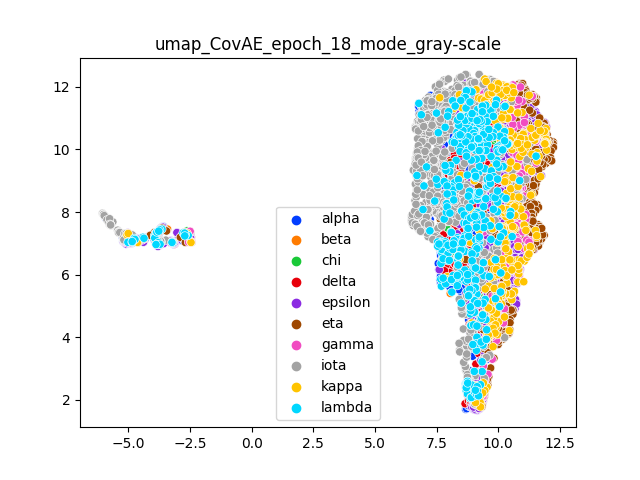 umap_CovAE_epoch_18_mode_gray-scale
12
10
8
6
4
2
alpha
beta
chi
delta
epsilon
eta
gamma
iota
kappa
lambda
−5.0 −2.5 0.0 2.5 5.0 7.5 10.0 12.5